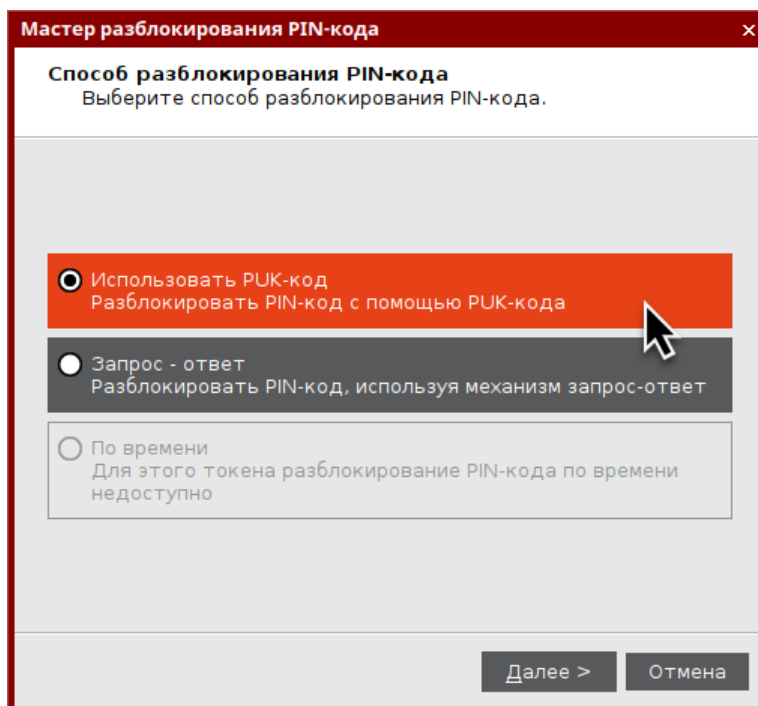 Мастер разблокирования PIN-кода
Способ разблокирования PIN-кода
Выберите способ разблокирования PIN-кода.
Использовать PUK-код
Разблокировать PIN-код с помощью PUK-кода
Запрос - ответ
Разблокировать PIN-код, используя механизм запрос-ответ
По времени
Для этого токена разблокирование PIN-кода по времени
недоступно
Далее >
Отмена